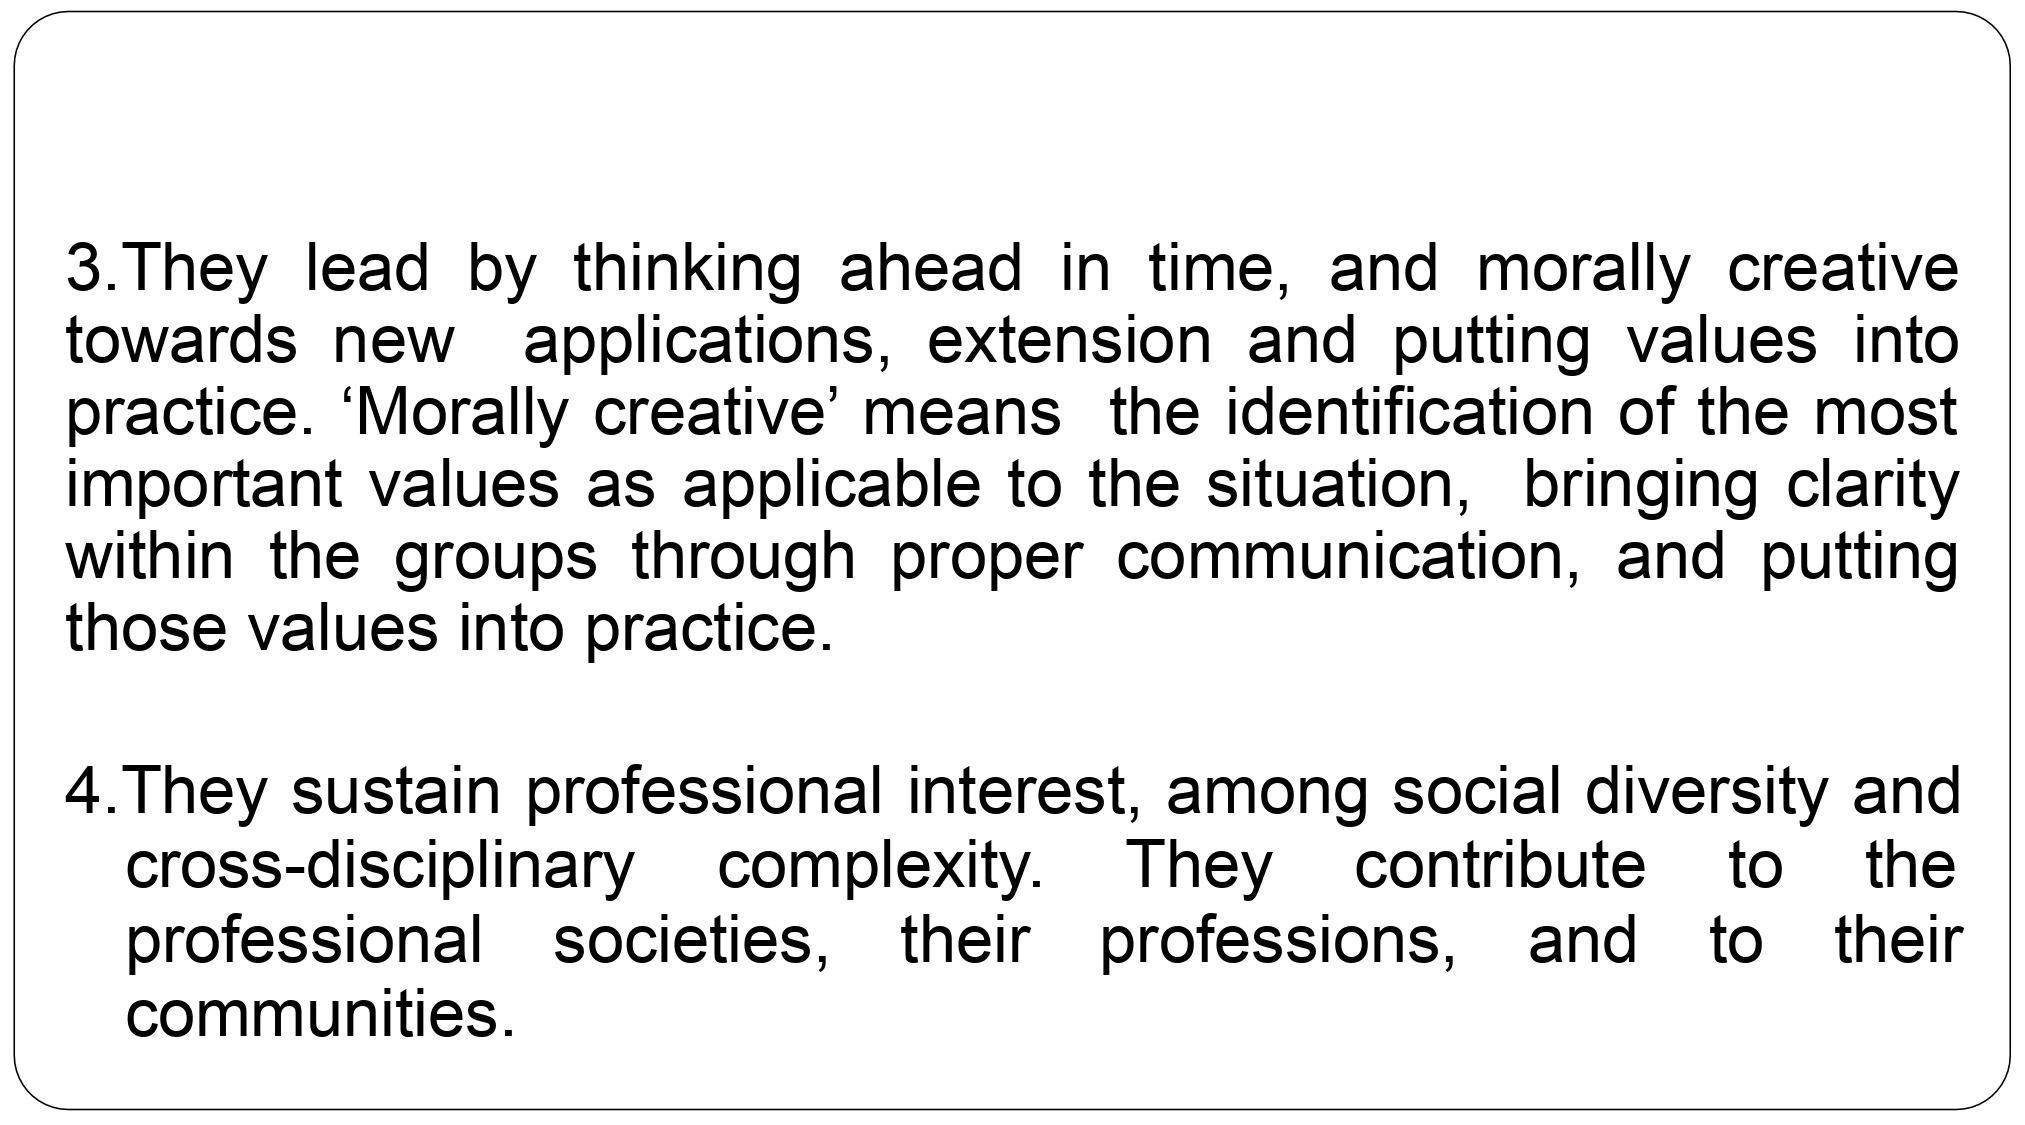 3.They lead by thinking ahead in time, and morally creative
towards new applications, extension and putting values into
practice. ‘Morally creative’ means the identification of the most
important values as applicable to the situation, bringing clarity
within the groups through proper communication, and putting
those values into practice.
4.They sustain professional interest, among social diversity and
cross-disciplinary complexity. They contribute to the
professional societies, their professions, and to their
communities.